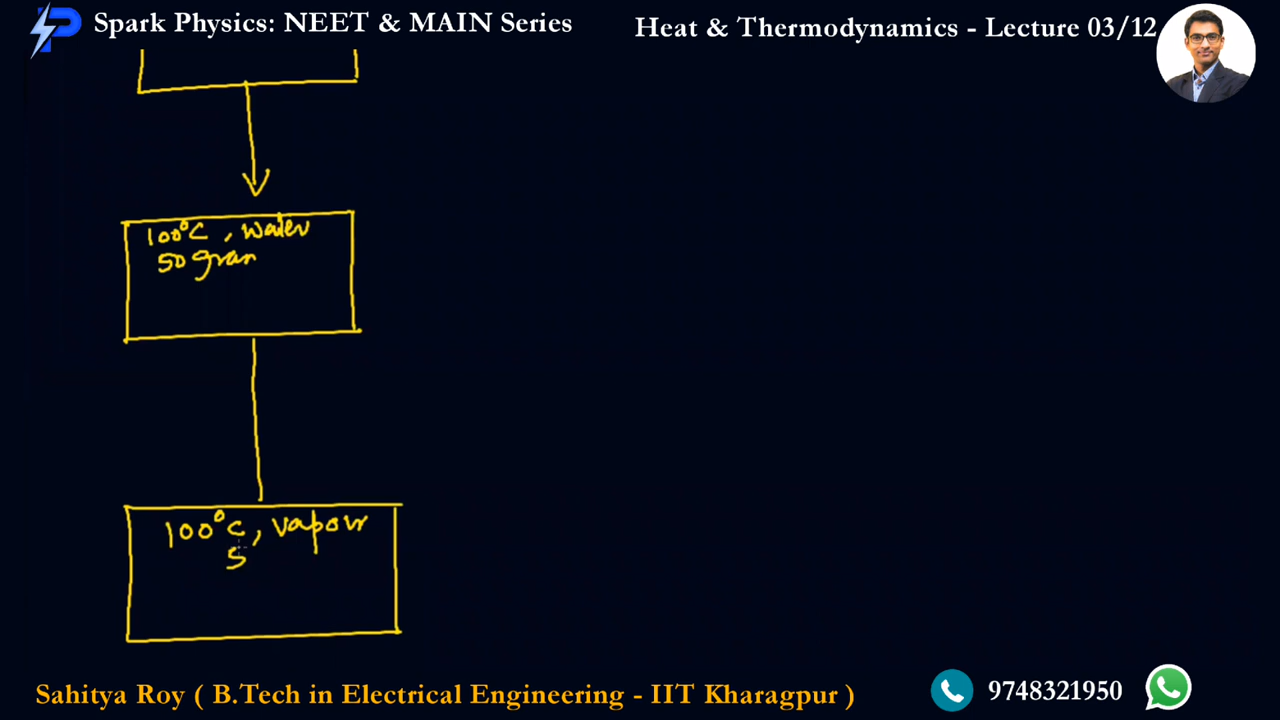 Spark Physics: NEET & MAIN Series
Heat & Thermodynamics - Lecture 03/12
100°C, water
50 gram
100°C, vapour
5
Sahitya Roy ( B.Tech in Electrical Engineering - IIT Kharagpur )
9748321950